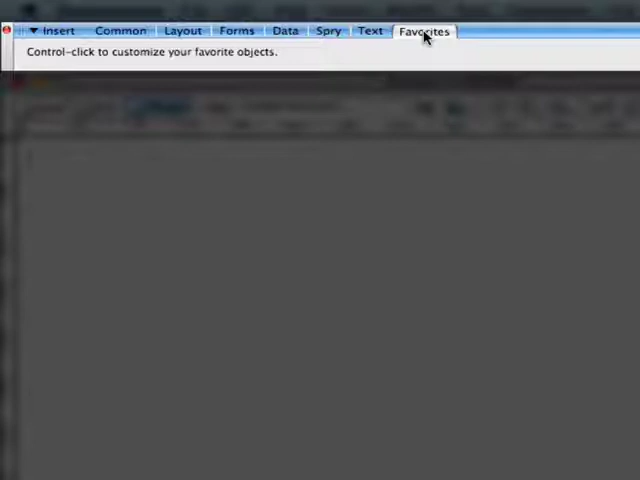 Insert Common Layout Forms Data Spry Text Favorites
Control-click to customize your favorite objects.